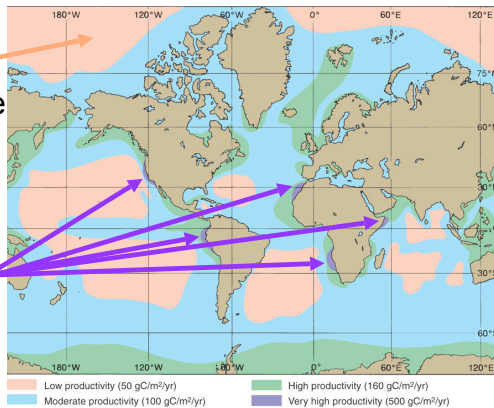 180°W 120°W 60°W 0° 60°E 120°E
75°
e
60°
30°
0°
30°S
60°S
180°W 120°W 60°W 0° 60°E 120°E
Low productivity (50 gC/m²/yr) High productivity (160 gC/m²/yr)
Moderate productivity (100 gC/m²/yr) Very high productivity (500 gC/m²/yr)